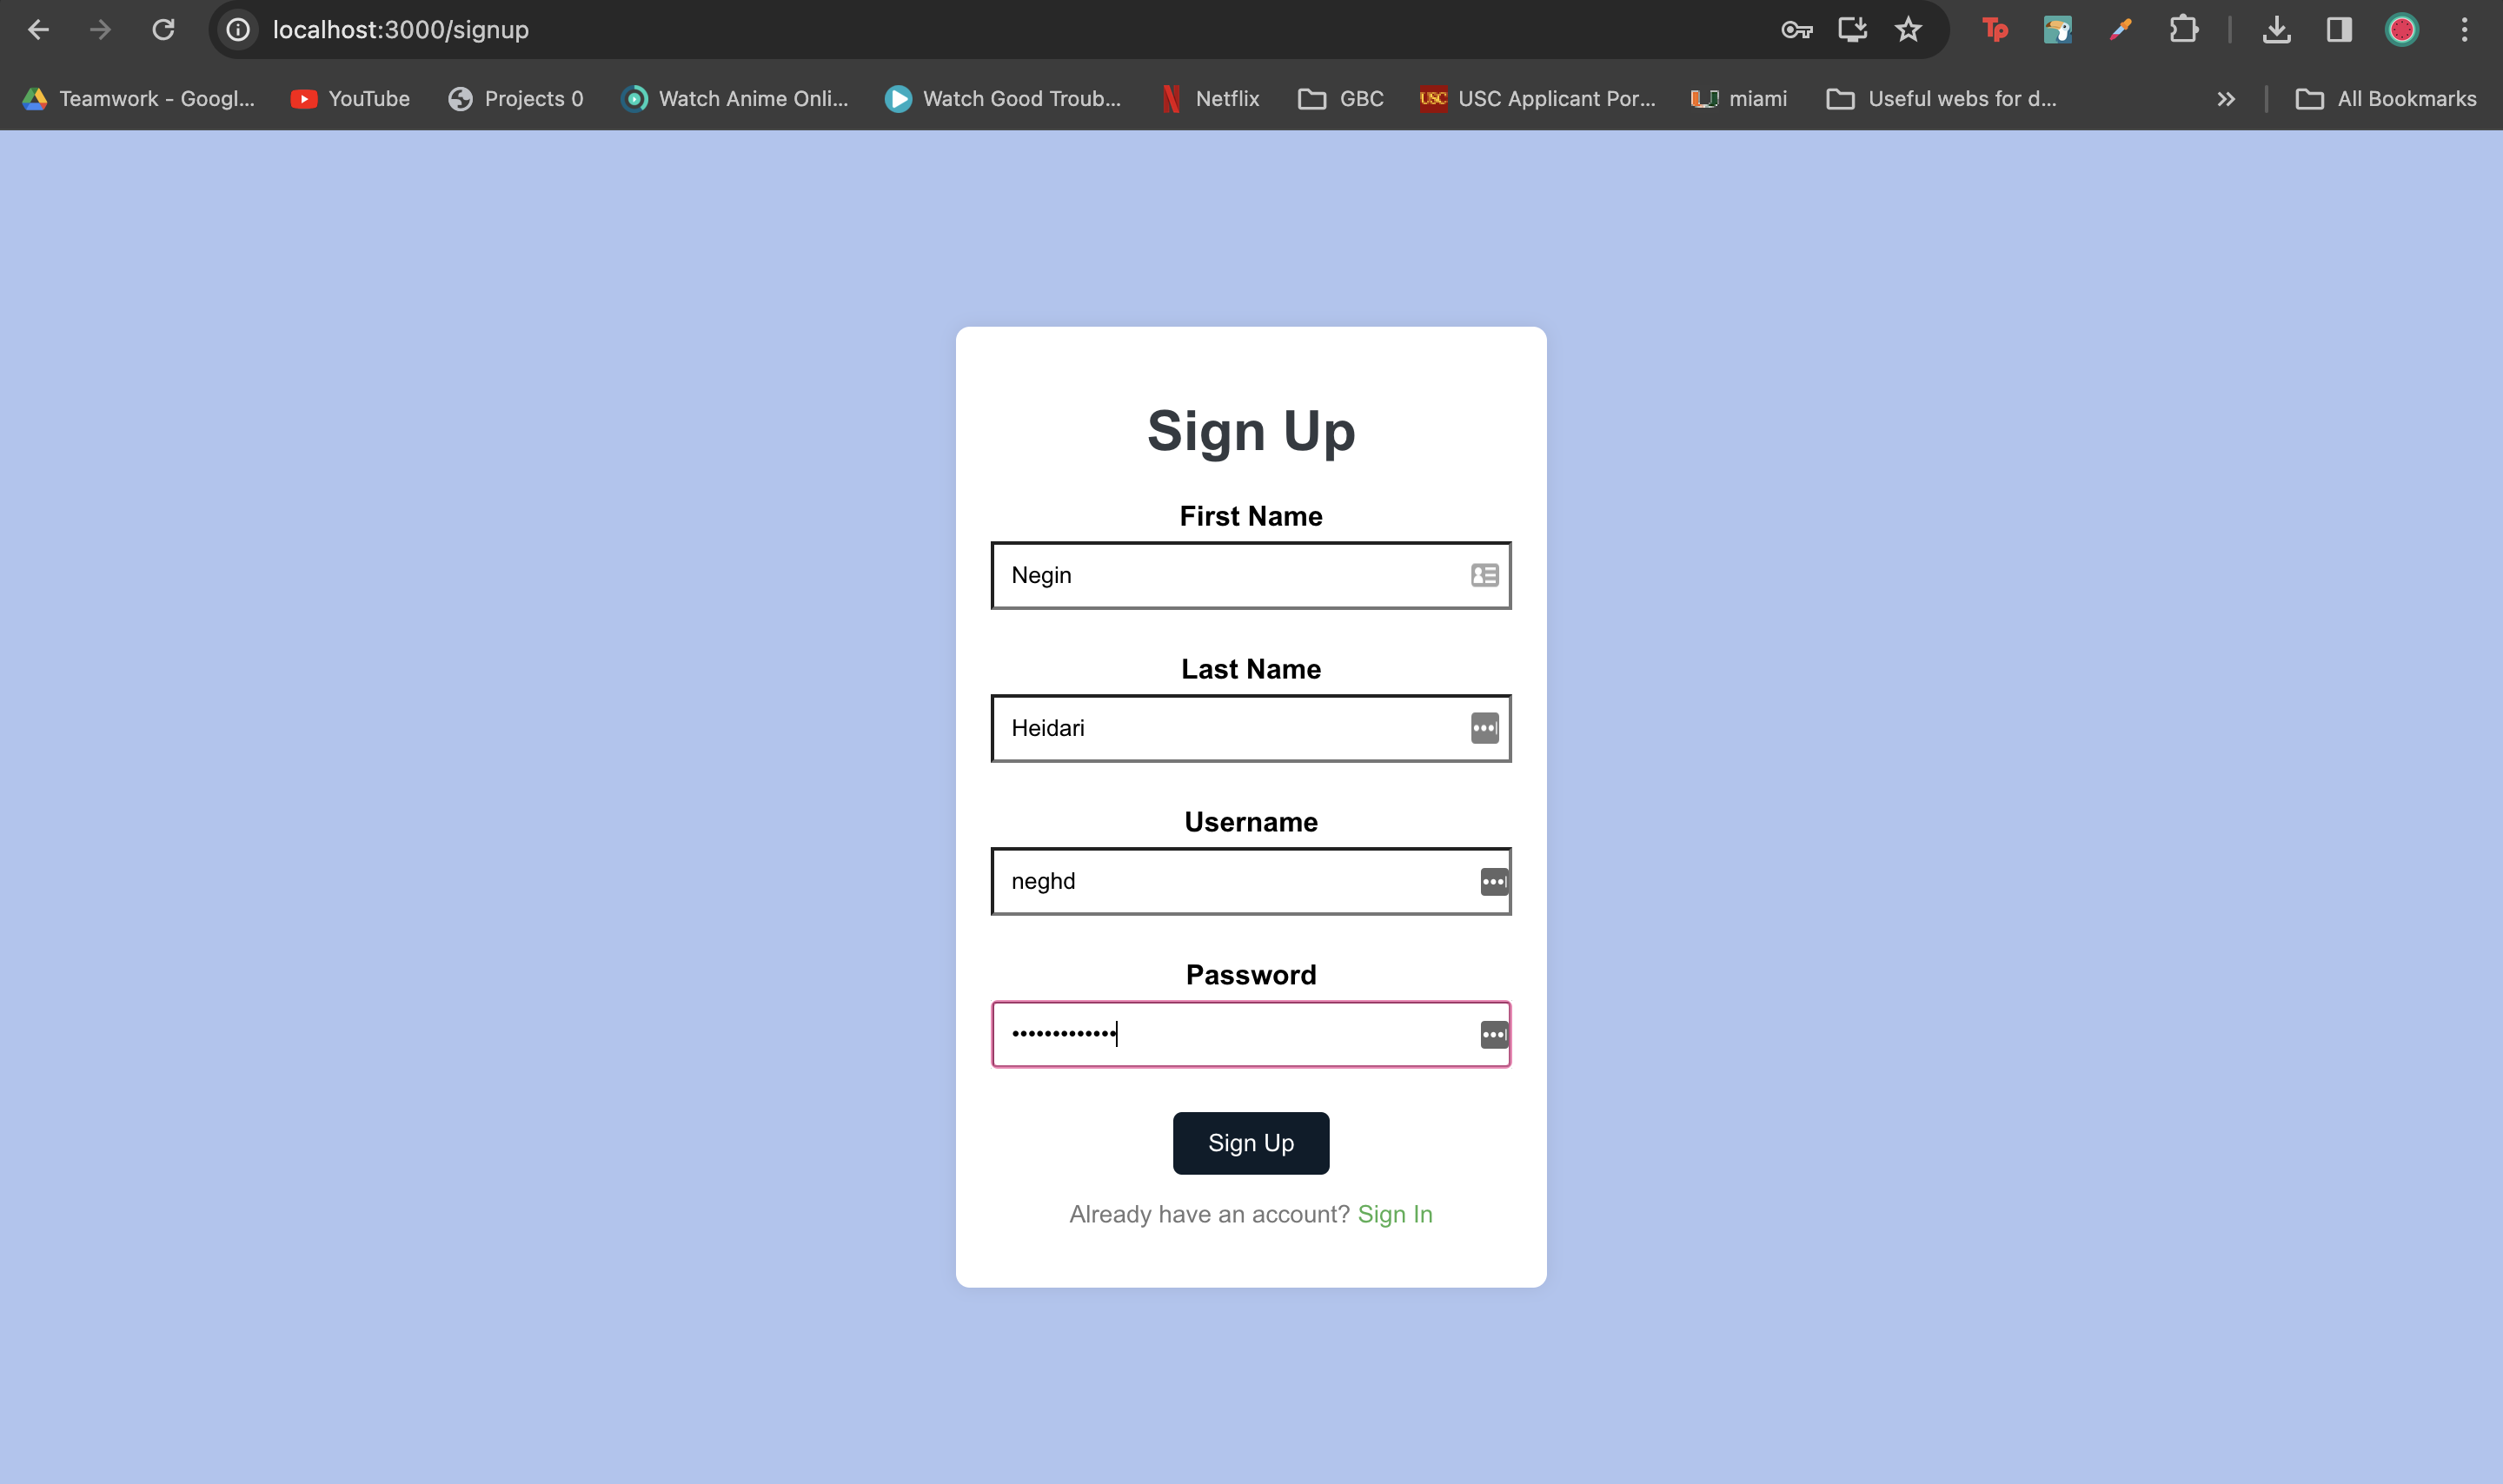 localhost:3000/signup
Tp
Teamwork - Googl... YouTube Projects 0 Watch Anime Onli... Watch Good Troub... Netflix GBC USC USC Applicant Por... miami Useful webs for d... All Bookmarks
Sign Up
First Name
Negin
Last Name
Heidari
Username
neghd
Password
•••••••••••••
Sign Up
Already have an account? Sign In